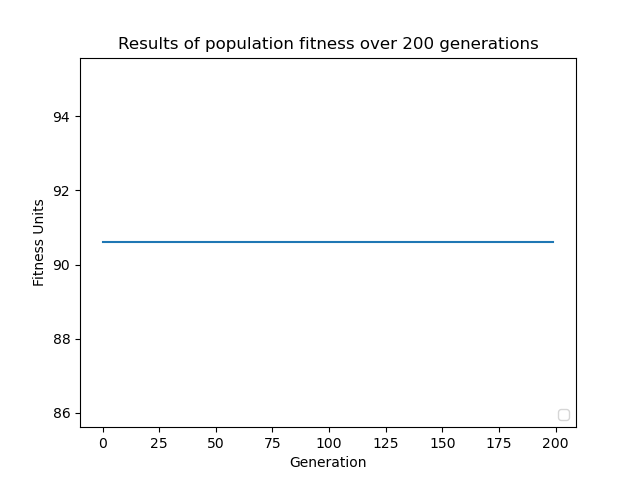 Results of population fitness over 200 generations
94
92
90
88
86
Fitness Units
0 25 50 75 100 125 150 175 200
Generation